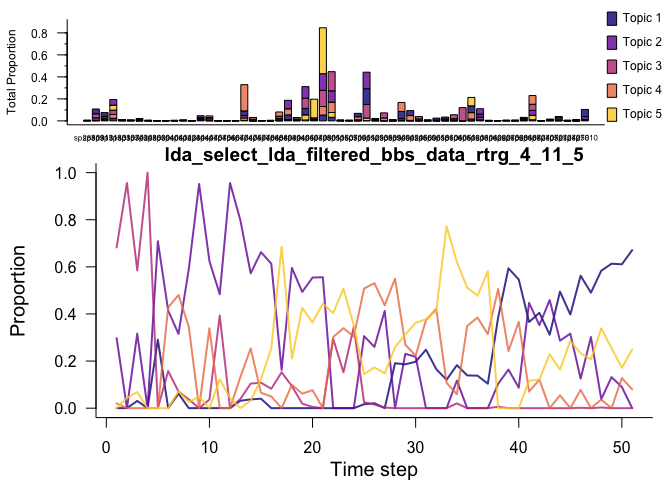 Topic 1
Topic 2
Topic 3
Topic 4
Topic 5
Total Proportion
0.8
0.6
0.4
0.2
0.0
lda_select_lda_filtered_bbs_data_rtrg_4_11_5
Proportion
1.0
0.8
0.6
0.4
0.2
0.0
0 10 20 30 40 50
Time step